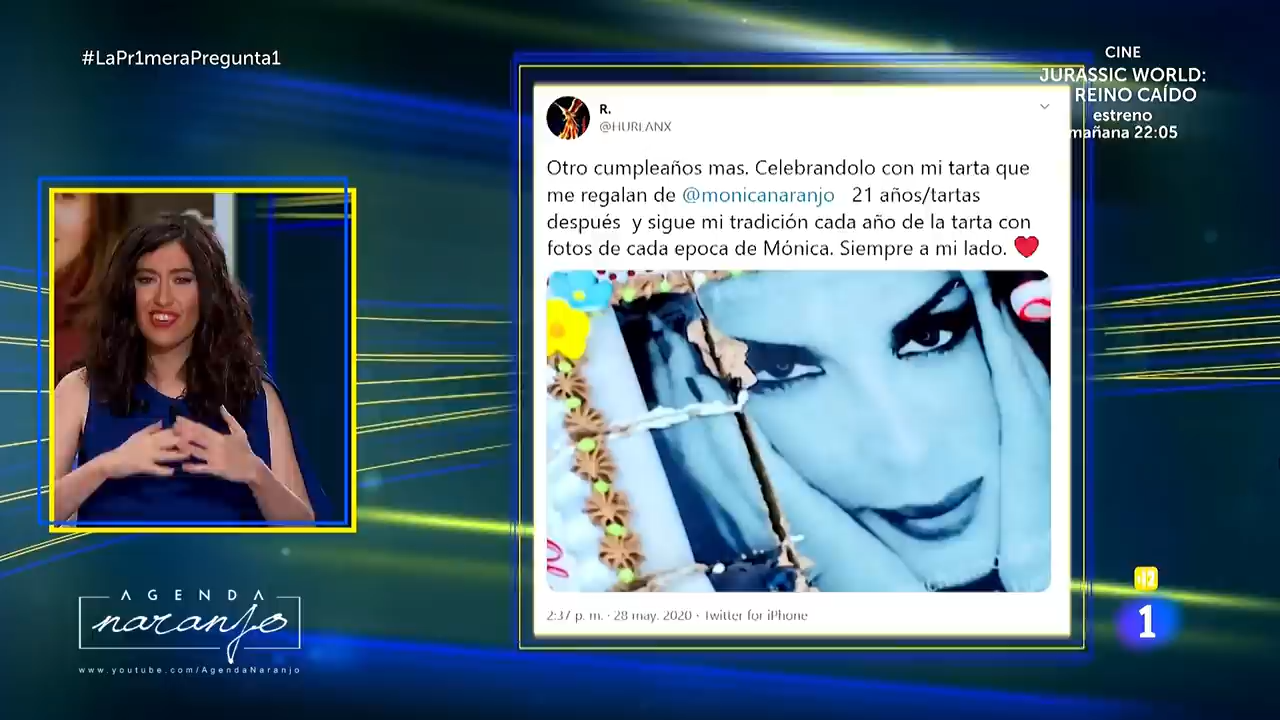 #LaPr1meraPregunta1
CINE
JURASSIC WORLD:
REINO CAÍDO
estreno
mañana 22:05
R.
@HURLANX
Otro cumpleaños mas. Celebrandolo con mi tarta que
me regalan de @monicanaranjo 21 años/tartas
después y sigue mi tradición cada año de la tarta con
fotos de cada epoca de Mónica. Siempre a mi lado. ❤️
2:37 p. m. · 28 may. 2020 · Twitter for iPhone
AGENDA
naranjo
www.youtube.com/AgendaNaranjo
12
1